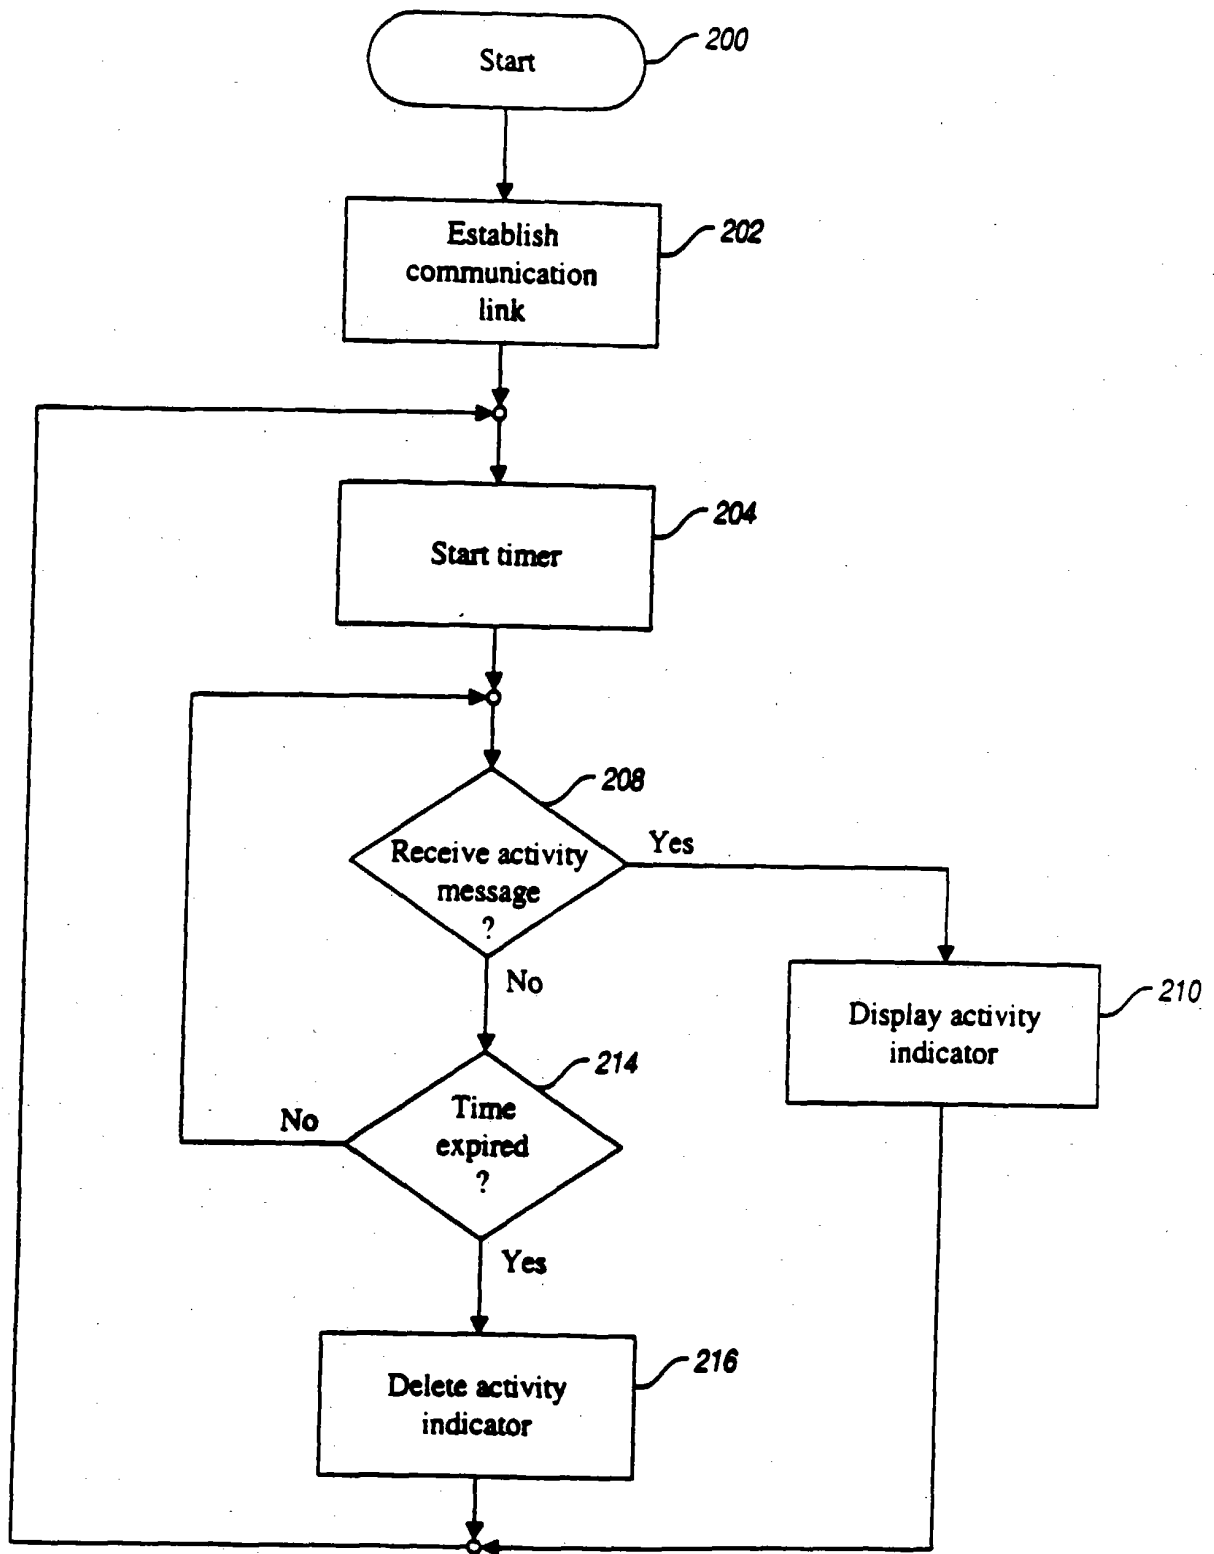 Start
200
Establish
communication
link
202
Start timer
204
208
Receive activity
message
?
Yes
No
Display activity
indicator
210
214
Time
expired
?
No
Yes
Delete activity
indicator
216